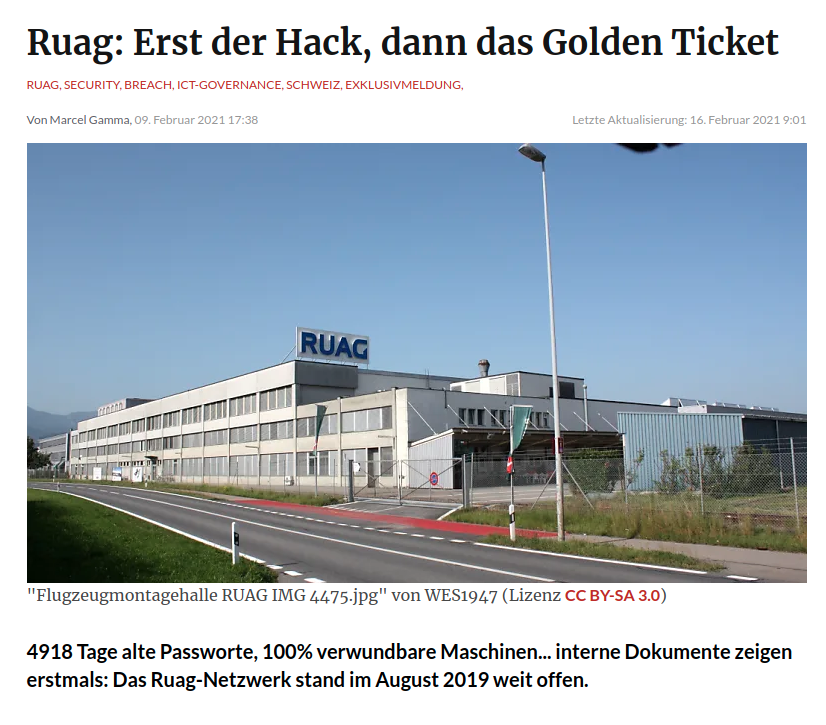 Ruag: Erst der Hack, dann das Golden Ticket
RUAG, SECURITY, BREACH, ICT-GOVERNANCE, SCHWEIZ, EXKLUSIVMELDUNG,
Von Marcel Gamma, 09. Februar 2021 17:38
Letzte Aktualisierung: 16. Februar 2021 9:01
RUAG
"Flugzeugmontagehalle RUAG IMG 4475.jpg" von WES1947 (Lizenz CC BY-SA 3.0)
4918 Tage alte Passworte, 100% verwundbare Maschinen... interne Dokumente zeigen
erstmals: Das Ruag-Netzwerk stand im August 2019 weit offen.